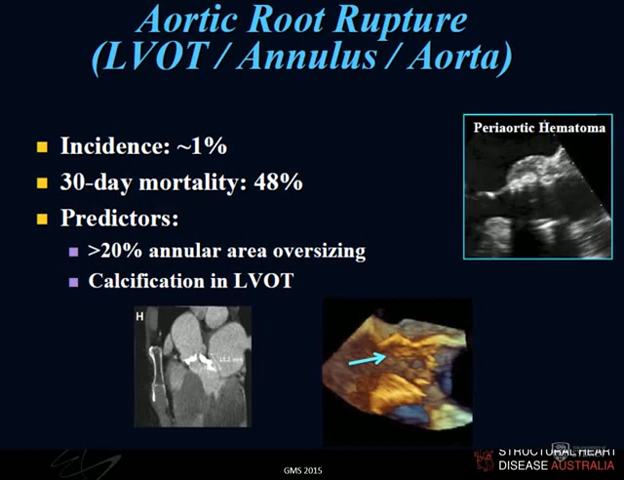 Aortic Root Rupture
(LVOT / Annulus / Aorta)
Incidence: ~1%
30-day mortality: 48%
Predictors:
>20% annular area oversizing
Calcification in LVOT
Periaortic Hematoma
H
GMS 2015
STRUCTURAL HEART
DISEASE AUSTRALIA